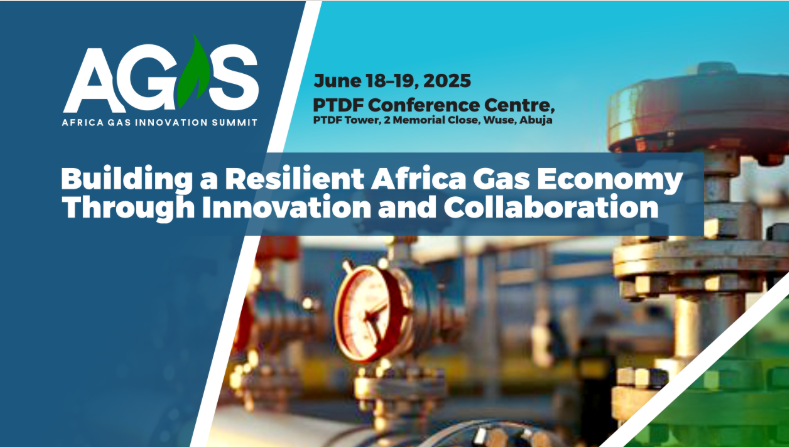 AGIS
AFRICA GAS INNOVATION SUMMIT
June 18-19, 2025
PTDF Conference Centre,
PTDF Tower, 2 Memorial Close, Wuse, Abuja
Building a Resilient Africa Gas Economy
Through Innovation and Collaboration